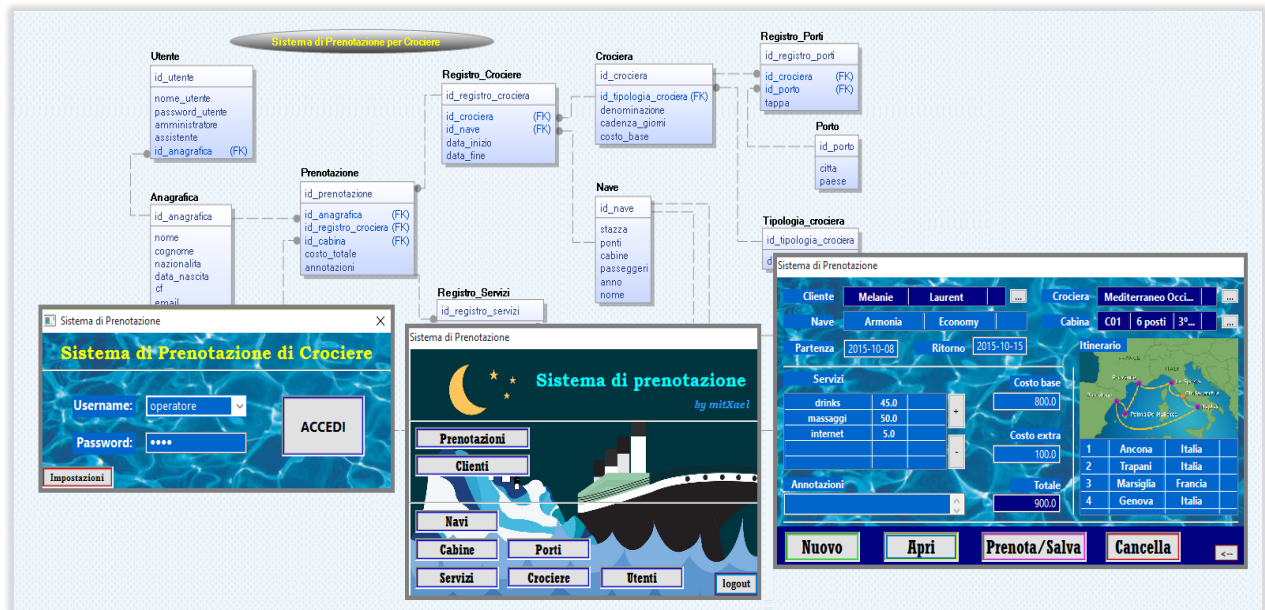 Sistema di Prenotazione per Crociere
Utente
id_utente
nome_utente
password_utente
amministratore
assistente
id_anagrafica (FK)
Anagrafica
id_anagrafica
nome
cognome
nazionalita
data_nascita
cf
email
Prenotazione
id_prenotazione
id_anagrafica (FK)
id_registro_crociera (FK)
id_cabina (FK)
costo_totale
annotazioni
Registro_Crociere
id_registro_crociera
id_crociera (FK)
id_nave (FK)
data_inizio
data_fine
Registro_Servizi
id_registro_servizi
Crociera
id_crociera
id_tipologia_crociera (FK)
denominazione
cadenza_giorni
costo_base
Nave
id_nave
stazza
ponti
cabine
passeggeri
anno
nome
Registro_Porti
id_registro_porti
id_crociera (FK)
id_porto (FK)
tappa
Porto
id_porto
citta
paese
Tipologia_crociera
id_tipologia_crociera
Sistema di Prenotazione
X
Sistema di Prenotazione di Crociere
Username: operatore
Password: ••••
ACCEDI
Impostazioni
Sistema di Prenotazione
Sistema di prenotazione
by mitXael
Prenotazioni
Clienti
Navi
Cabine Porti
Servizi Crociere Utenti
logout
Sistema di Prenotazione
Cliente Melanie Laurent ... Crociera Mediterraneo Occi... ...
Nave Armonia Economy Cabina C01 6 posti 3º... ...
Partenza 2015-10-08 Ritorno 2015-10-15
Itinerario
ITALY
Servizi
drinks 45.0
massaggi 50.0
internet 5.0
+
-
Costo base
800.0
Costo extra
100.0
Totale
900.0
Annotazioni
1 Ancona Italia
2 Trapani Italia
3 Marsiglia Francia
4 Genova Italia
Nuovo Apri Prenota/Salva Cancella <--